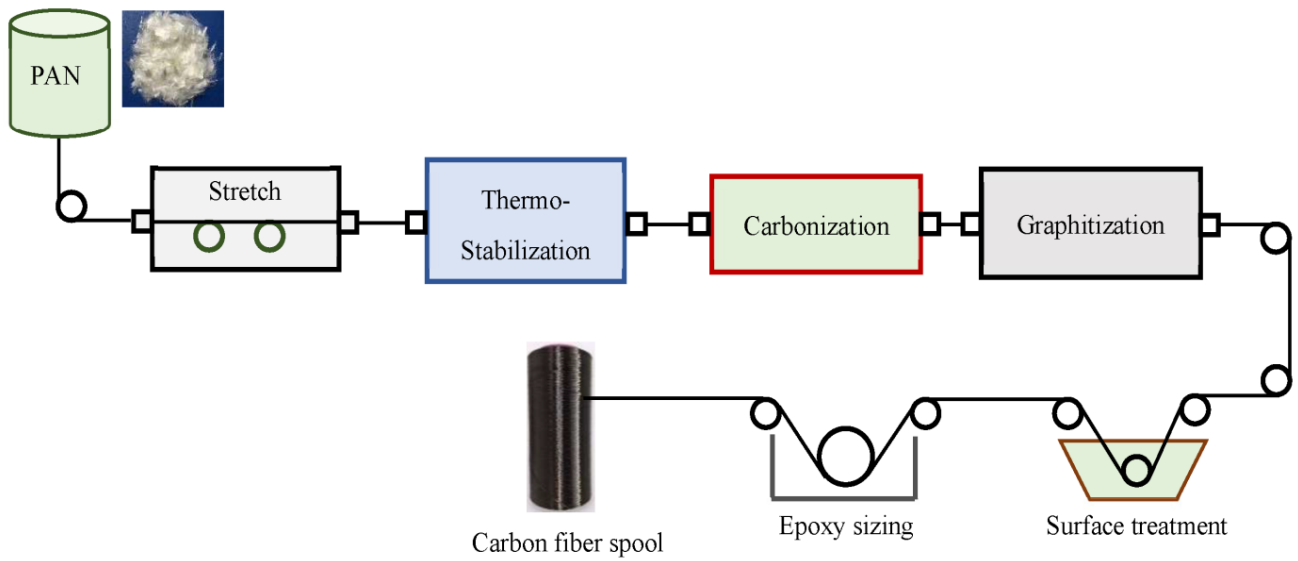 PAN
Stretch
Thermo-
Stabilization
Carbonization
Graphitization
Carbon fiber spool
Epoxy sizing
Surface treatment